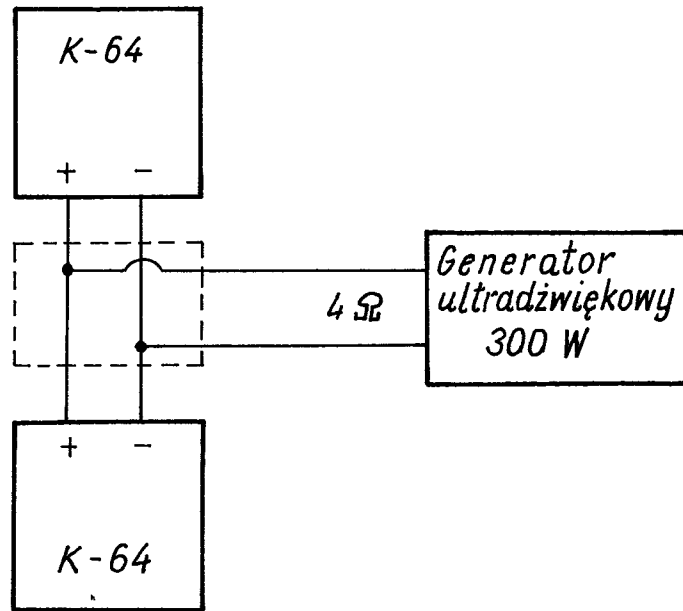 K-64
+ -
4 Ω
Generator
ultradźwiękowy
300 W
+ -
K-64